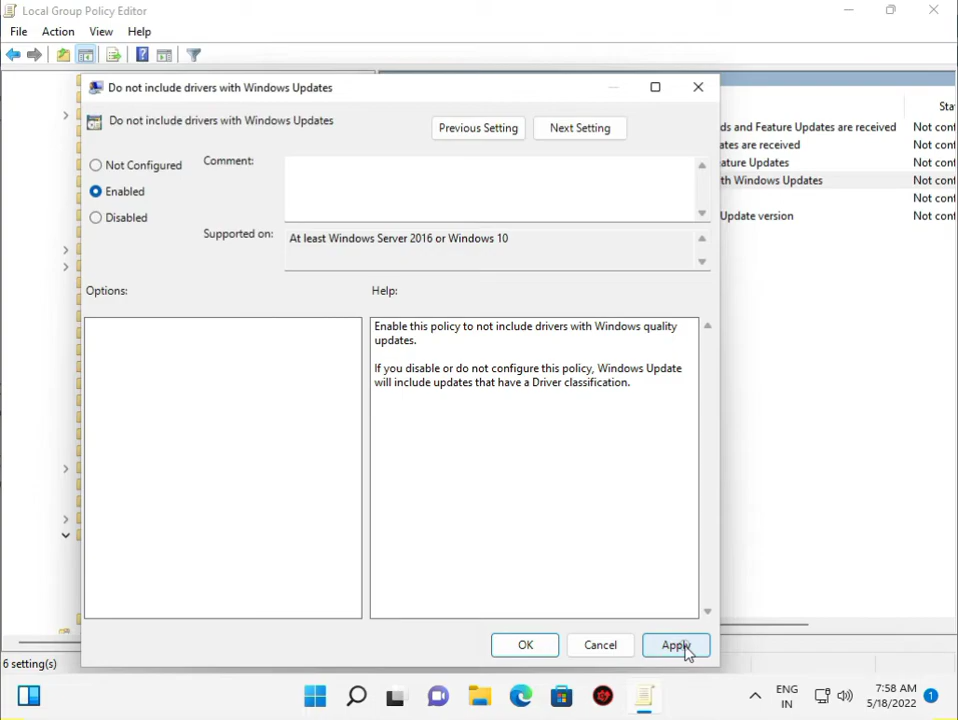 Local Group Policy Editor
File Action View Help
Do not include drivers with Windows Updates
Do not include drivers with Windows Updates
Previous Setting Next Setting
Not Configured
Enabled
Disabled
Comment:
Supported on:
At least Windows Server 2016 or Windows 10
Options:
Help:
Enable this policy to not include drivers with Windows quality
updates.
If you disable or do not configure this policy, Windows Update
will include updates that have a Driver classification.
OK Cancel Apply
Sta
ds and Feature Updates are received Not conf
ates are received Not conf
ature Updates Not conf
th Windows Updates Not conf
Not conf
Update version Not conf
6 setting(s)
ENG
IN
7:58 AM
5/18/2022
1